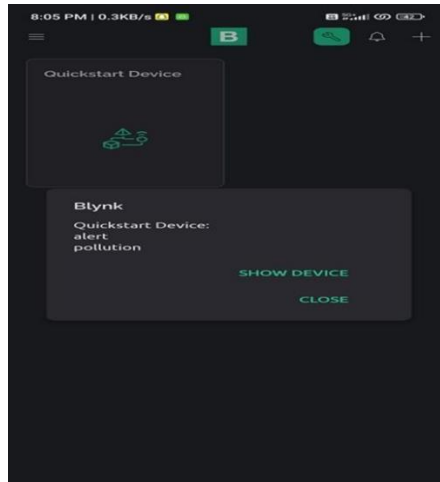 8:05 PM | 0.3KB/s
B
Quickstart Device
Blynk
Quickstart Device:
alert
pollution
SHOW DEVICE
CLOSE